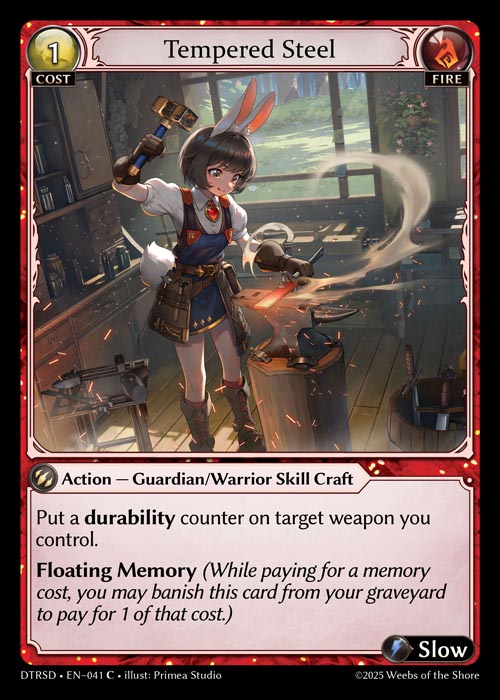 1
Tempered Steel
COST
FIRE
Action — Guardian/Warrior Skill Craft
Put a durability counter on target weapon you
control.
Floating Memory (While paying for a memory
cost, you may banish this card from your graveyard
to pay for 1 of that cost.)
Slow
DTRSD • EN–041 C • illust: Primea Studio
©2025 Weebs of the Shore